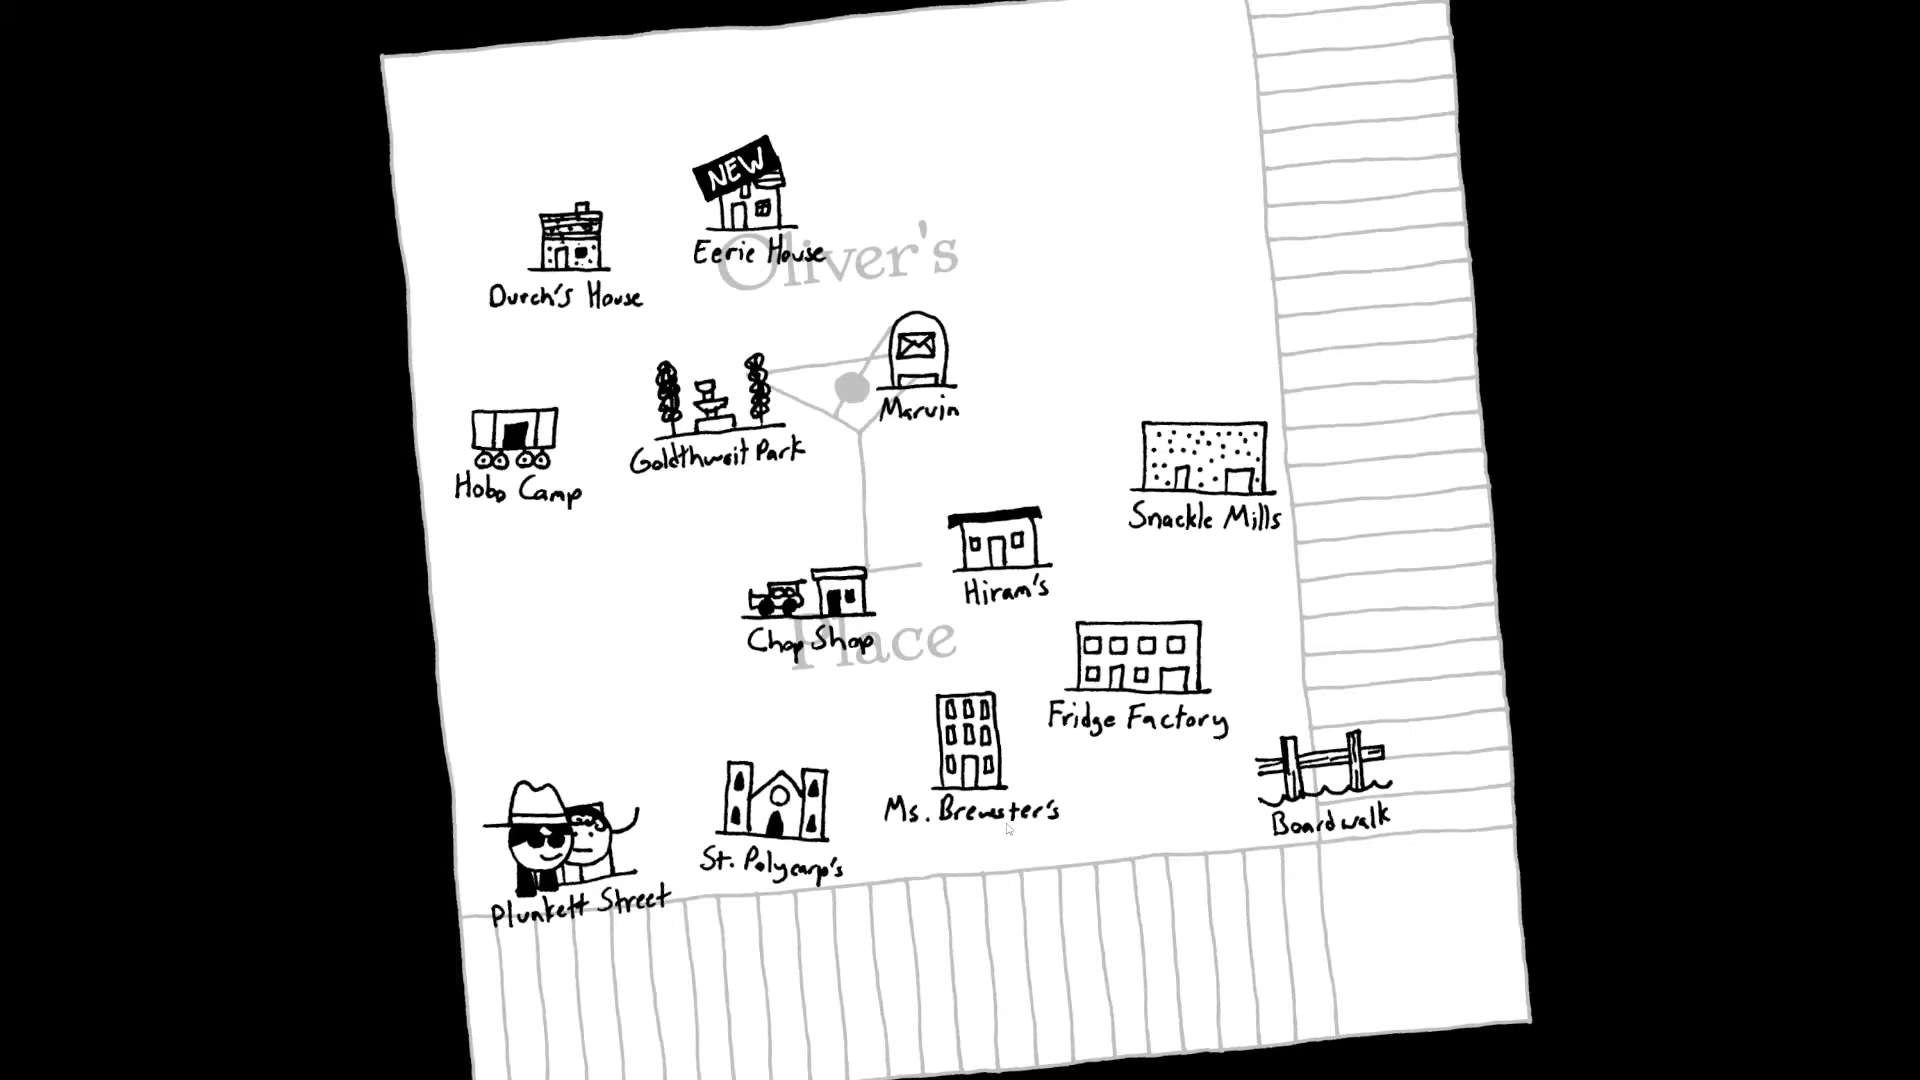 NEW
Eerie House
Oliver's
Durch's House
Marvin
Goldthwait Park
Hobo Camp
Snackle Mills
Hiram's
Chop Shop
Place
Fridge Factory
Ms. Brewster's
Boardwalk
St. Polycarp's
Plunkett Street